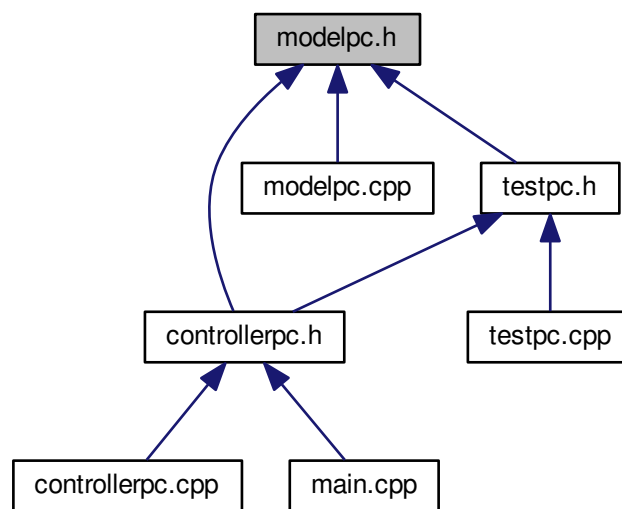 modelpc.h
modelpc.cpp
testpc.h
controllerpc.h
testpc.cpp
controllerpc.cpp
main.cpp